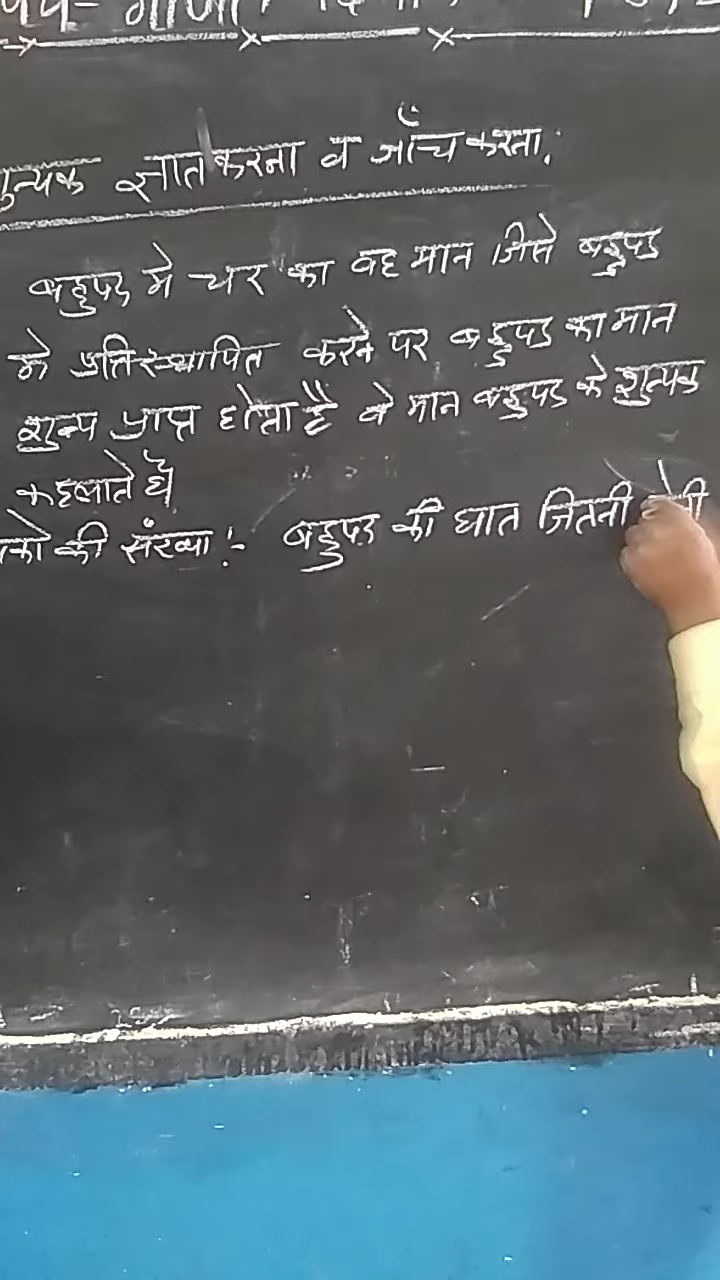 शुन्यक ज्ञात करना व जाँच करना.
बहुपद मे चर का वह मान जिसे बहुपद
मे प्रतिस्थापित करने पर बहुपद का मान
शुन्य प्राप्त होता है वे मान बहुपद के शुन्यक
कहलाते है
की संख्या :- बहुपद की घात जितनी होगी